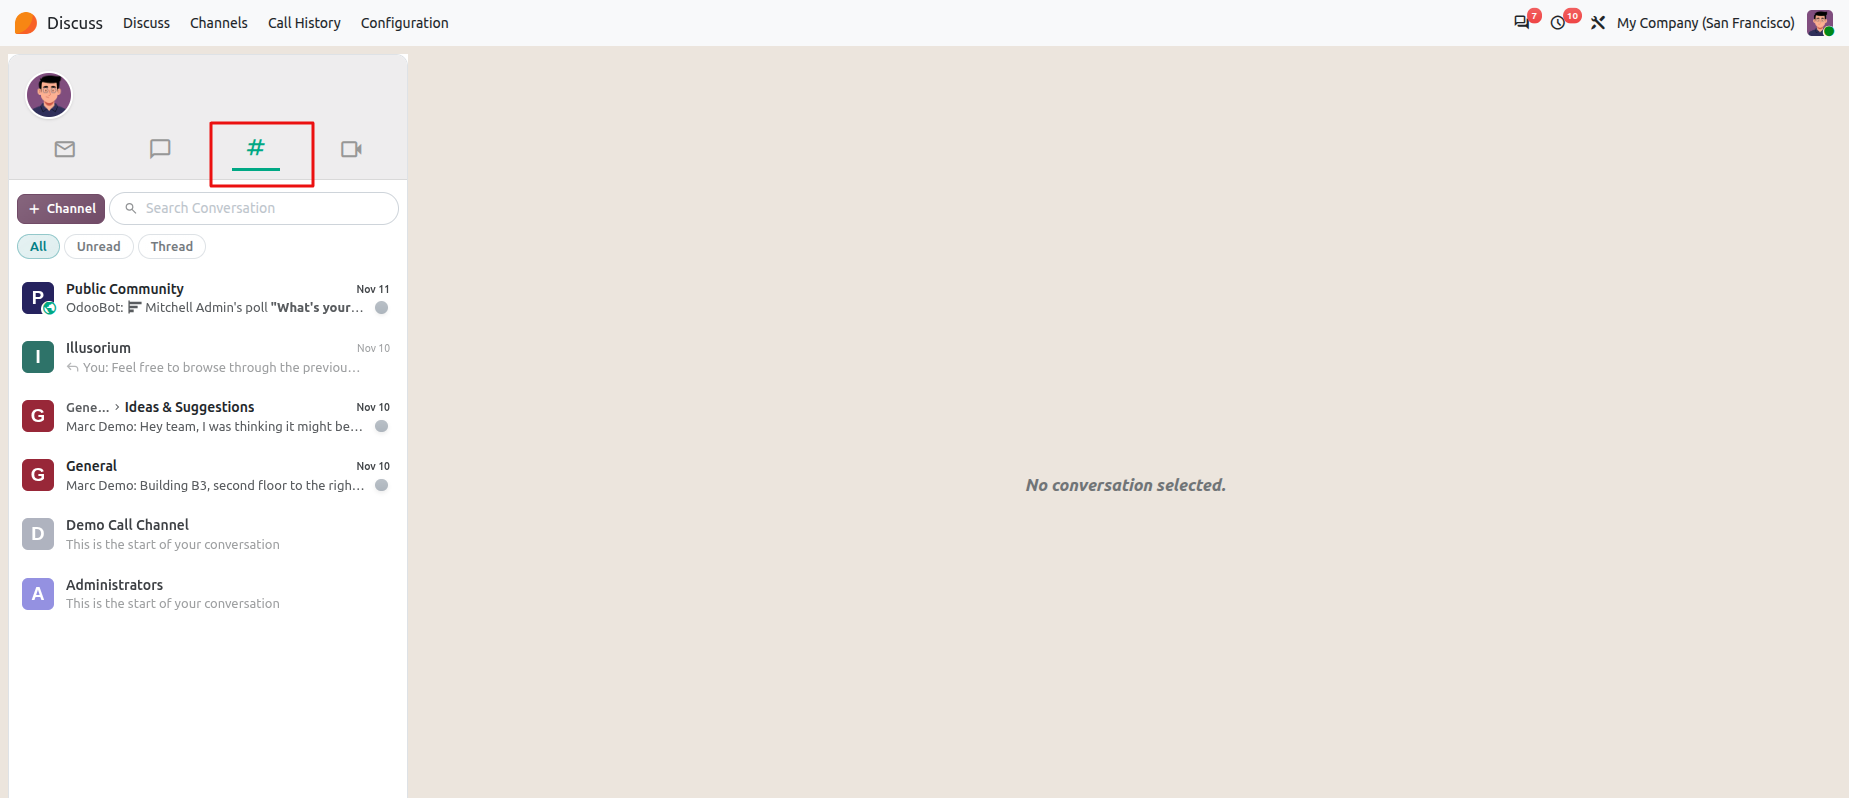 Discuss Discuss Channels Call History Configuration 7 10 My Company (San Francisco)
#
+ Channel Search Conversation
All Unread Thread
P Public Community Nov 11
OdooBot: Mitchell Admin's poll "What's your...
I Illusorium Nov 10
You: Feel free to browse through the previou...
G Gene... > Ideas & Suggestions Nov 10
Marc Demo: Hey team, I was thinking it might be...
G General Nov 10
Marc Demo: Building B3, second floor to the righ...
D Demo Call Channel
This is the start of your conversation
A Administrators
This is the start of your conversation
No conversation selected.